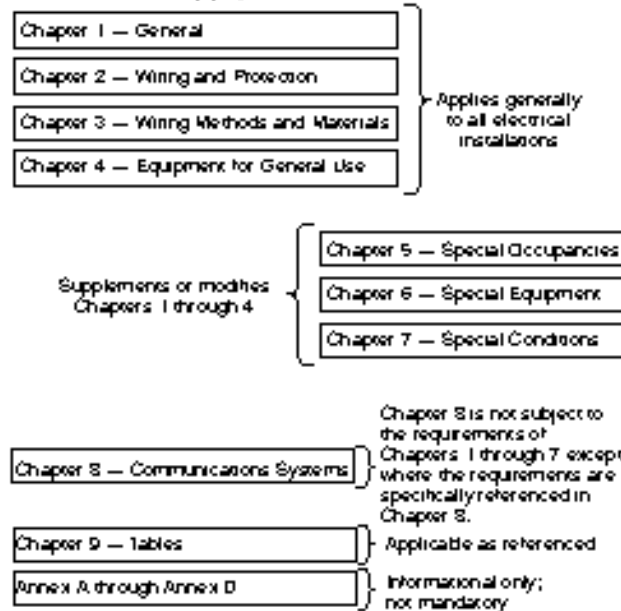 Chapter 1 — General
Chapter 2 — Wiring and Protection
Chapter 3 — Wiring Methods and Materials
Chapter 4 — Equipment for General Use
Applies generally
to all electrical
installations
Supplements or modifies
Chapters 1 through 4
Chapter 5 — Special Occupancies
Chapter 6 — Special Equipment
Chapter 7 — Special Conditions
Chapter 8 — Communications Systems
Chapter 8 is not subject to
the requirements of
Chapters 1 through 7 except
where the requirements are
specifically referenced in
Chapter 8.
Chapter 9 — Tables
Applicable as referenced
Annex A through Annex
Informational only;
not mandatory